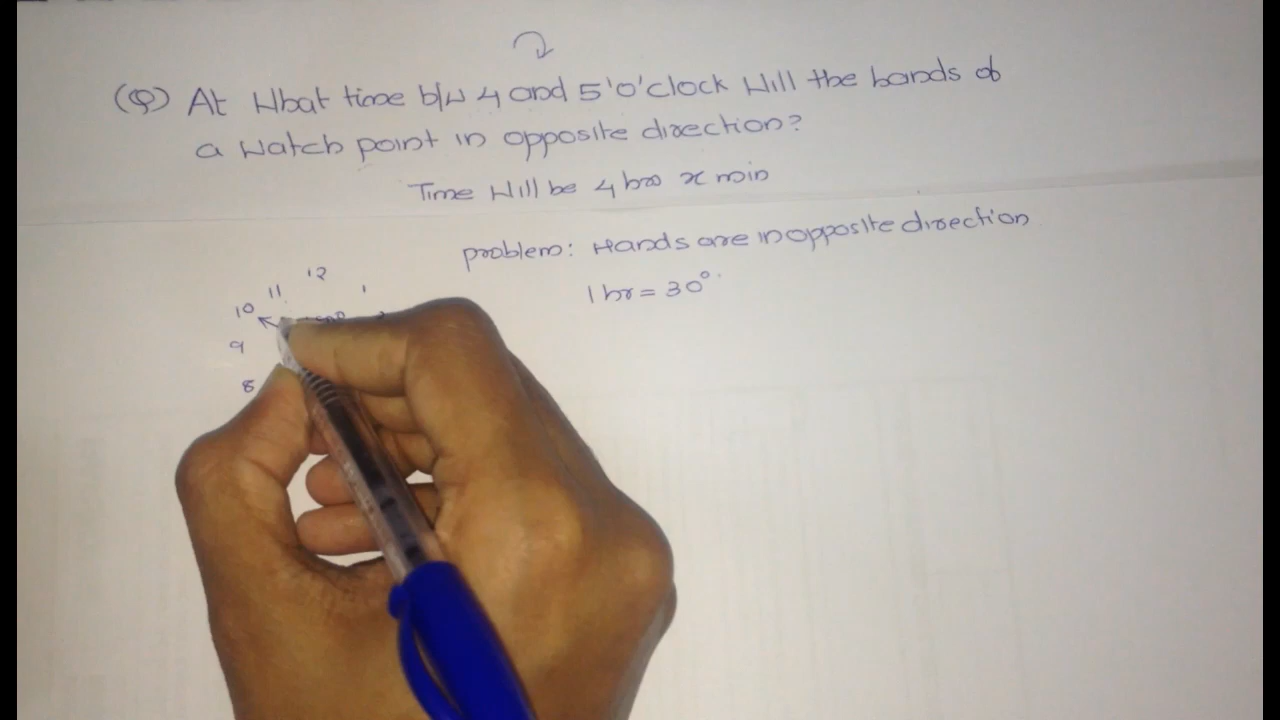 (Q) At What time b/w 4 and 5'o'clock Will the hands of
a Watch point in opposite direction?
Time Will be 4 hrs x min
problem: Hands are in opposite direction
1 hr = 30°
12
11
1
10
9
8